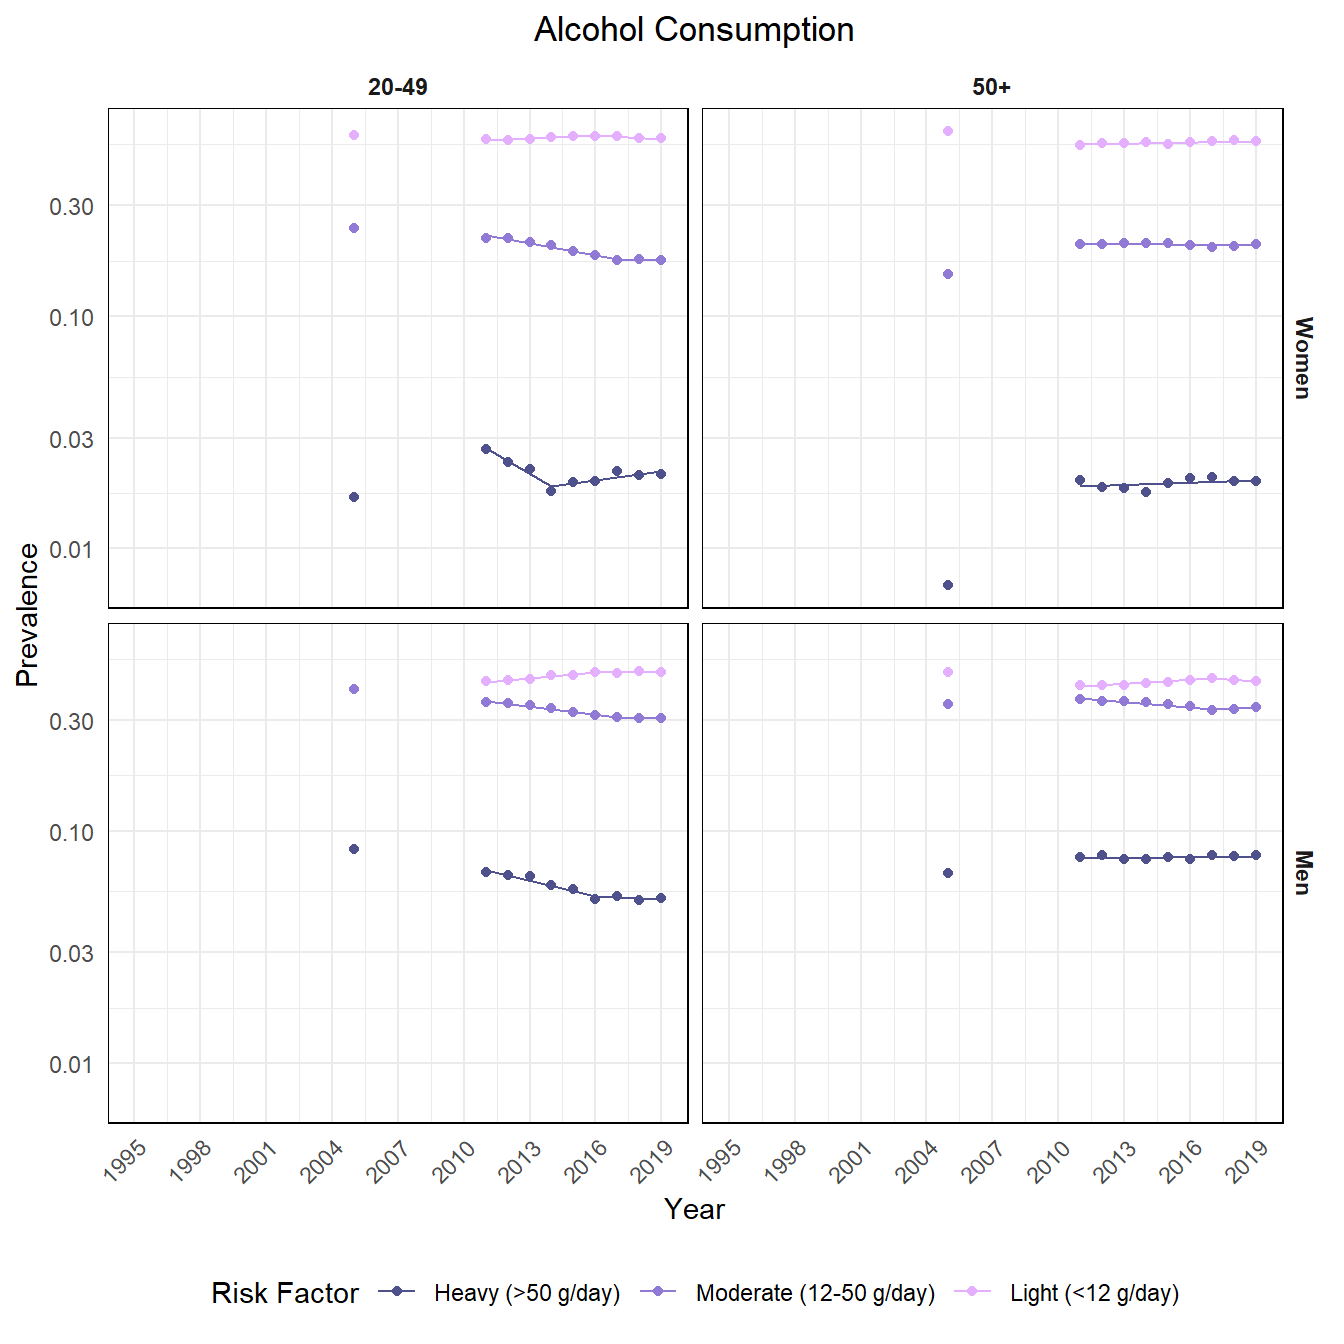 Alcohol Consumption
20-49 50+
0.30
0.10
0.03
0.01
Women
Prevalence
0.30
0.10
0.03
0.01
Men
1995 1998 2001 2004 2007 2010 2013 2016 2019 1995 1998 2001 2004 2007 2010 2013 2016 2019
Year
Risk Factor Heavy (>50 g/day) Moderate (12-50 g/day) Light (<12 g/day)